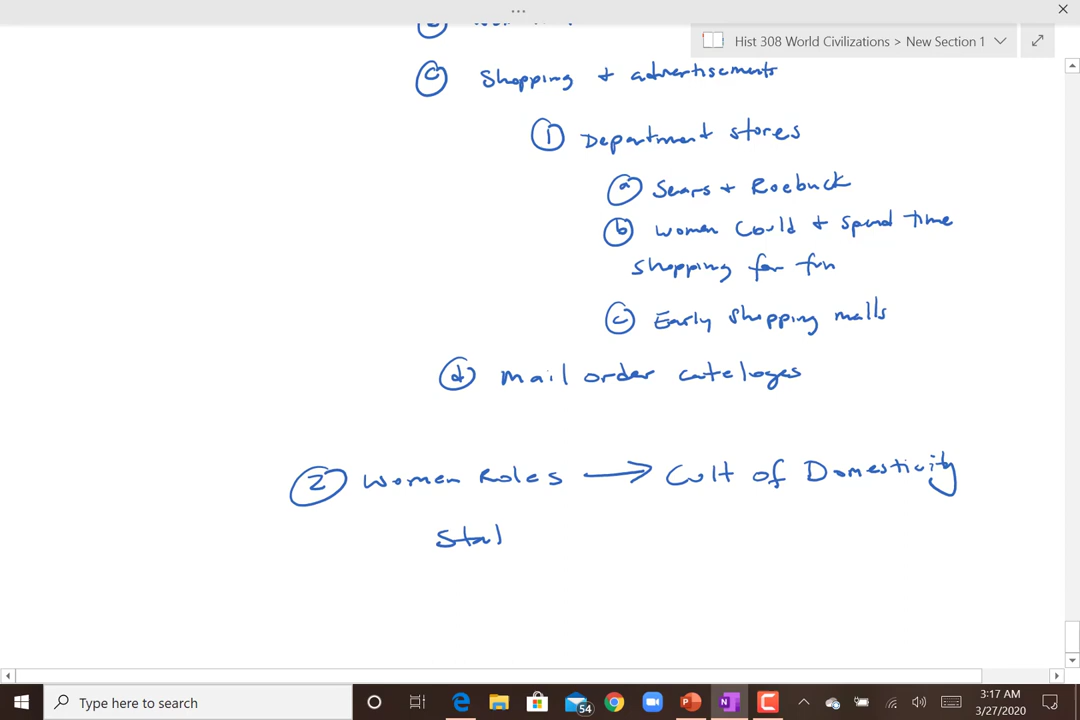 Hist 308 World Civilizations > New Section 1
c Shopping + advertisements
1 Department stores
a Sears + Roebuck
b women could + spend time
shopping for fun
c Early shopping malls
d Mail order cateloges
2 Women Roles → Cult of Domesticity
Type here to search
54
3:17 AM
3/27/2020